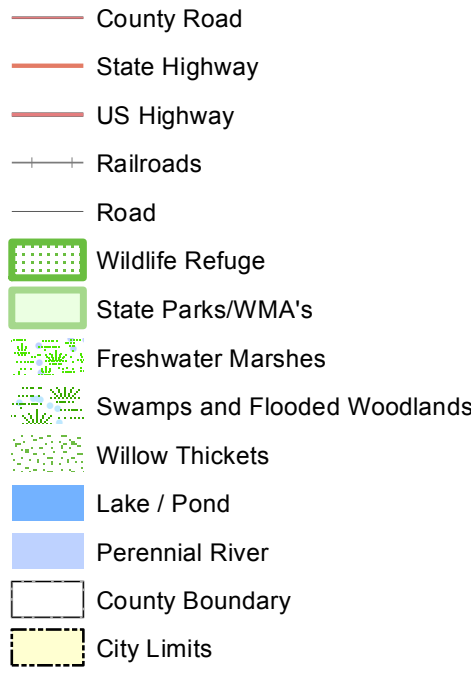 County Road
State Highway
US Highway
Railroads
Road
Wildlife Refuge
State Parks/WMA's
Freshwater Marshes
Swamps and Flooded Woodlands
Willow Thickets
Lake / Pond
Perennial River
County Boundary
City Limits